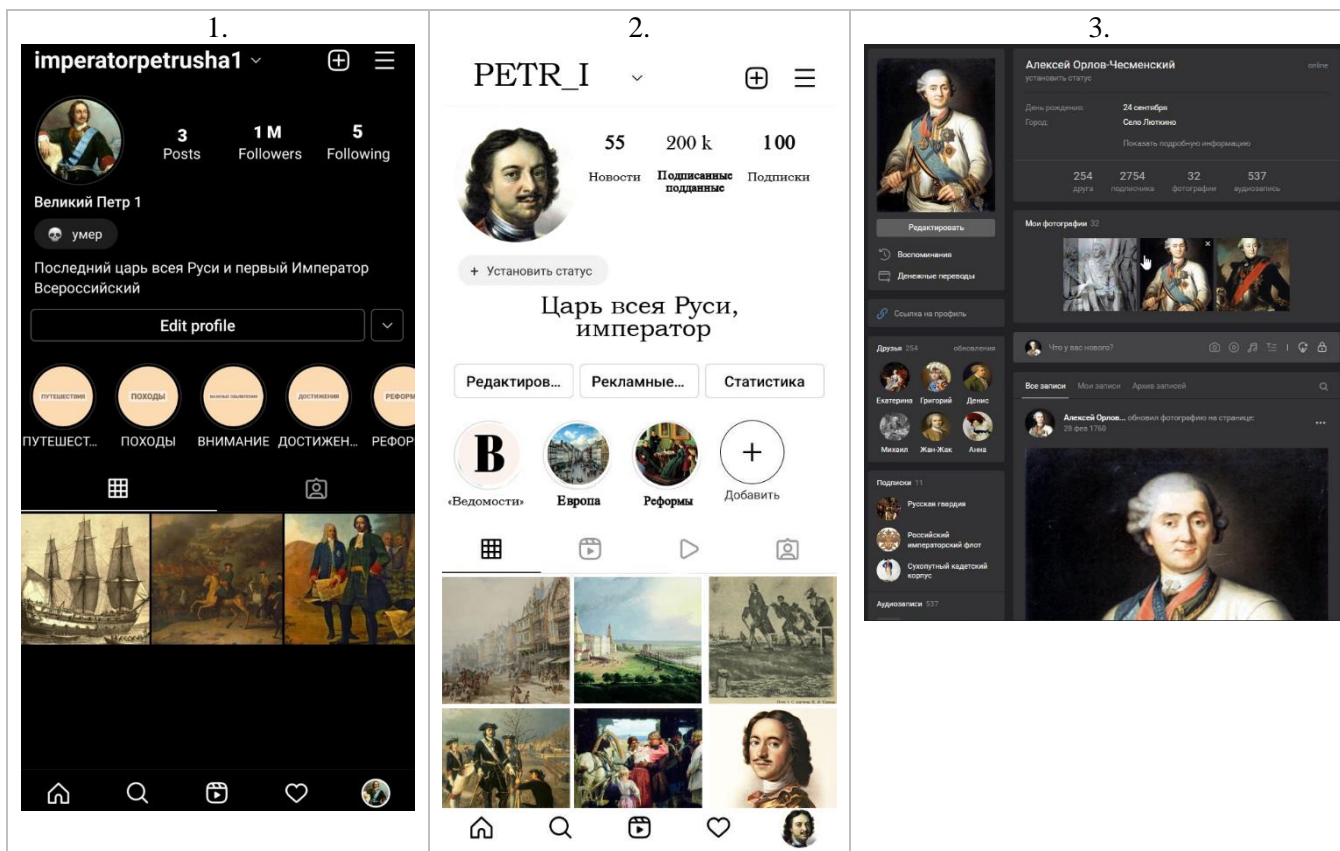 1.
imperatorpetrusha1
3 1 M 5
Posts Followers Following
Великий Петр 1
умер
Последний царь всея Руси и первый Император
Всероссийский
Edit profile
ПУТЕШЕСТВИЯ ПОХОДЫ ДОСТИЖЕНИЯ РЕФОРМ
ПУТЕШЕСТ... ПОХОДЫ ВНИМАНИЕ ДОСТИЖЕН... РЕФОР
2.
PETR_I
55 200 k 100
Новости Подписанные подданные Подписки
+ Установить статус
Царь всея Руси,
император
Редактиров... Рекламные... Статистика
B
«Ведомости» Европа Реформы Добавить
3.
Алексей Орлов-Чесменский online
установить статус
День рождения: 24 сентября
Город: Село Люткино
Показать подробную информацию
254 2754 32 537
друга подписчика фотографии аудиозапись
Редактировать
Воспоминания
Денежные переводы
Ссылка на профиль
Мои фотографии 32
Друзья 254 обновления
Екатерина Григорий Денис
Михаил Жан-Жак Анна
Подписки 11
Русская гвардия
Российский
императорский флот
Сухопутный кадетский
корпус
Аудиозаписи 537
Что у вас нового?
Все записи Мои записи Архив записей
Алексей Орлов... обновил фотографию на странице:
28 фев 1760